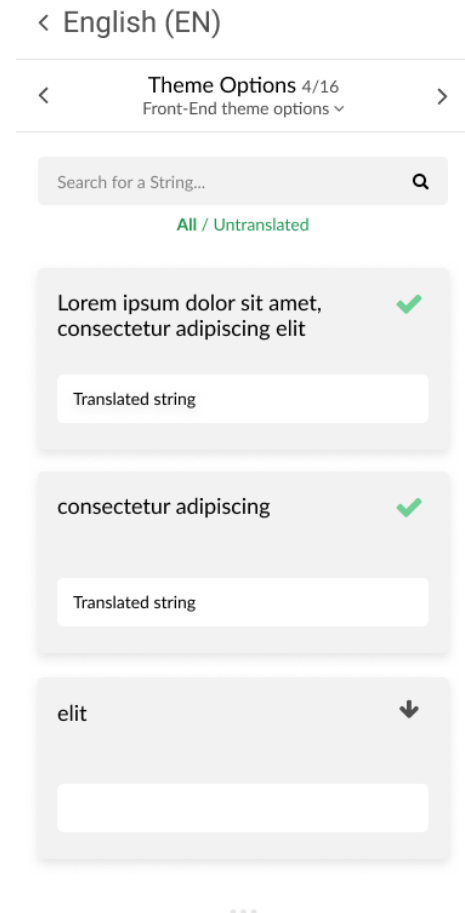 English (EN)
Theme Options 4/16
Front-End theme options
Search for a String...
All / Untranslated
Lorem ipsum dolor sit amet,
consectetur adipiscing elit
Translated string
consectetur adipiscing
Translated string
elit